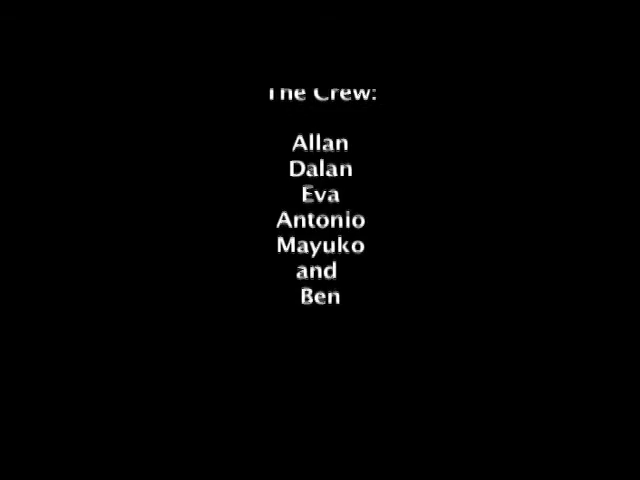 The Crew:
Allan
Dalan
Eva
Antonio
Mayuko
and
Ben